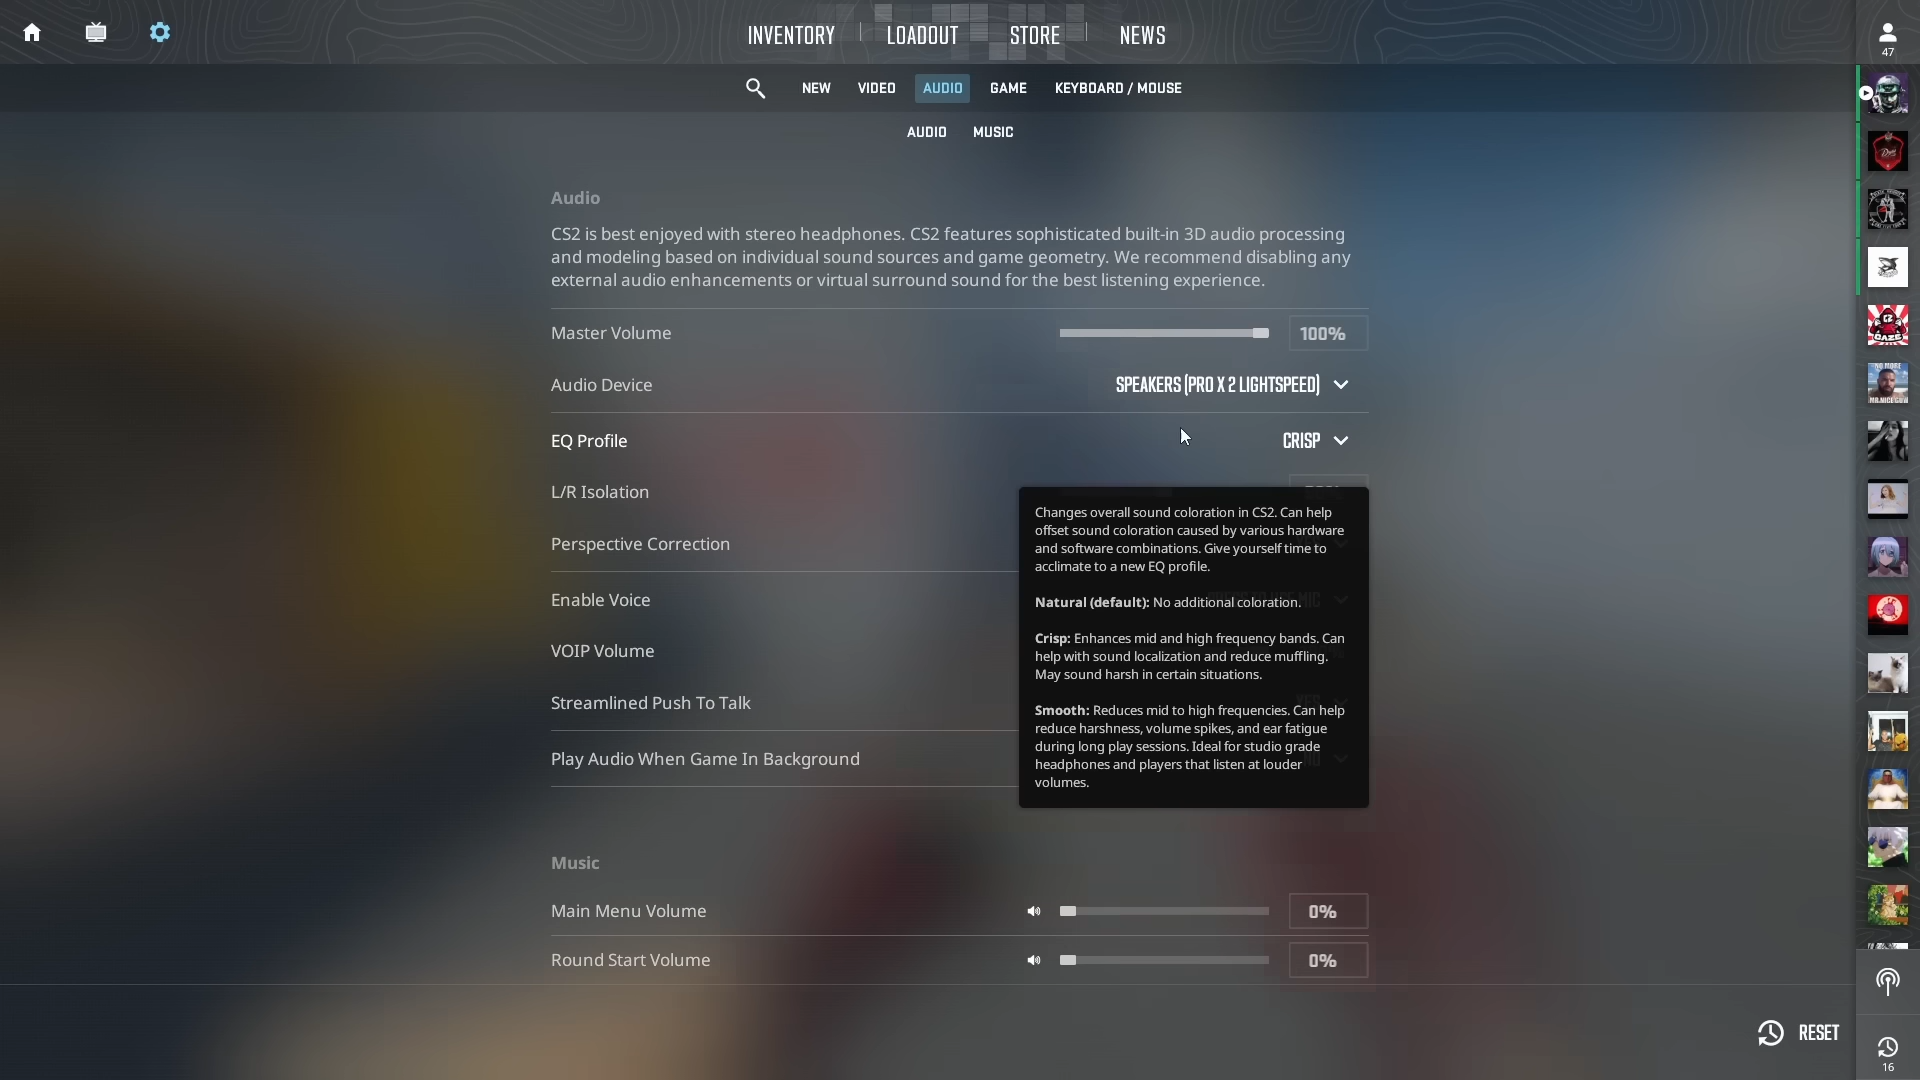 INVENTORY
LOADOUT
STORE
NEWS
47
NEW
VIDEO
AUDIO
GAME
KEYBOARD / MOUSE
AUDIO
MUSIC
Audio
CS2 is best enjoyed with stereo headphones. CS2 features sophisticated built-in 3D audio processing
and modeling based on individual sound sources and game geometry. We recommend disabling any
external audio enhancements or virtual surround sound for the best listening experience.
Master Volume
100%
Audio Device
SPEAKERS (PRO X 2 LIGHTSPEED)
EQ Profile
CRISP
L/R Isolation
Perspective Correction
Enable Voice
VOIP Volume
Streamlined Push To Talk
Play Audio When Game In Background
Changes overall sound coloration in CS2. Can help
offset sound coloration caused by various hardware
and software combinations. Give yourself time to
acclimate to a new EQ profile.
Natural (default): No additional coloration.
Crisp: Enhances mid and high frequency bands. Can
help with sound localization and reduce muffling.
May sound harsh in certain situations.
Smooth: Reduces mid to high frequencies. Can help
reduce harshness, volume spikes, and ear fatigue
during long play sessions. Ideal for studio grade
headphones and players that listen at louder
volumes.
Music
Main Menu Volume
0%
Round Start Volume
0%
RESET
16